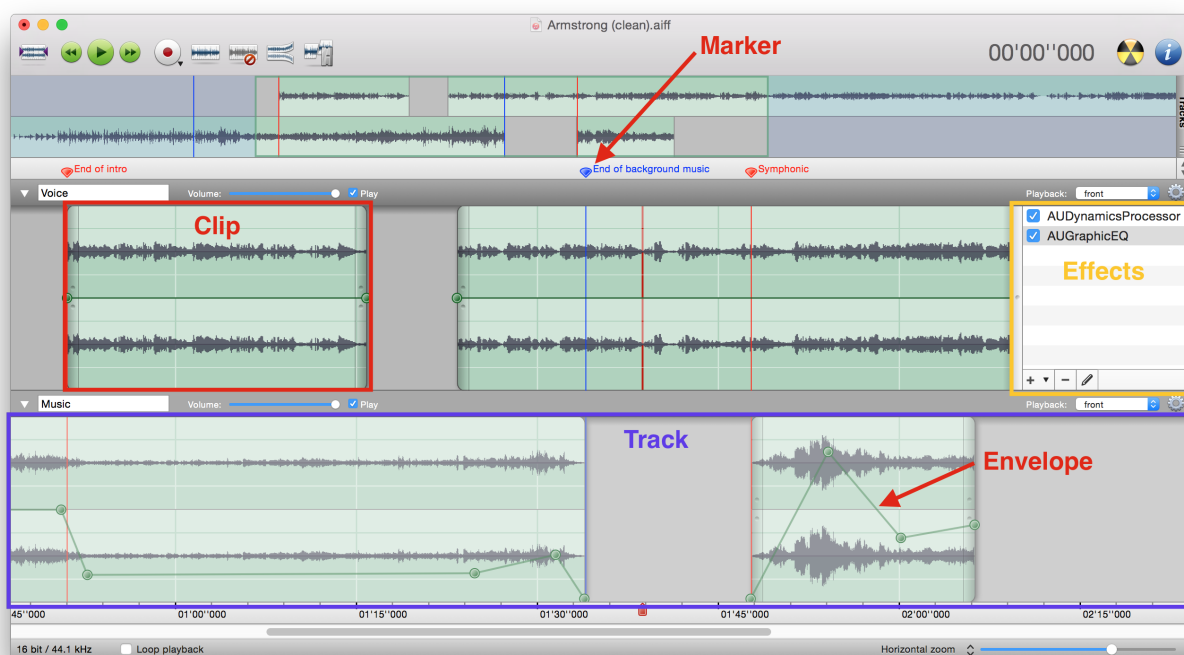 Armstrong (clean).aiff
Marker
00'00''000
Tracks
End of intro
End of background music
Symphonic
Voice
Volume:
Play
Playback:
front
Clip
AUDynamicsProcessor
AUGraphicEQ
Effects
Music
Volume:
Play
Playback:
front
Track
Envelope
45''000
01'00''000
01'15''000
01'30''000
01'45''000
02'00''000
02'15''000
16 bit / 44.1 kHz
Loop playback
Horizontal zoom